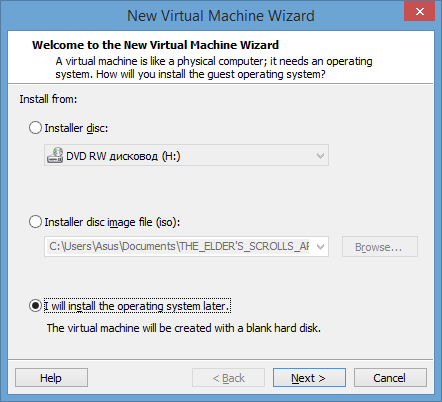 New Virtual Machine Wizard
Welcome to the New Virtual Machine Wizard
A virtual machine is like a physical computer; it needs an operating
system. How will you install the guest operating system?
Install from:
Installer disc:
DVD RW дисковод (H:)
Installer disc image file (iso):
C:\Users\Asus\Documents\THE_ELDER'S_SCROLLS_AF
Browse...
I will install the operating system later.
The virtual machine will be created with a blank hard disk.
Help
< Back
Next >
Cancel